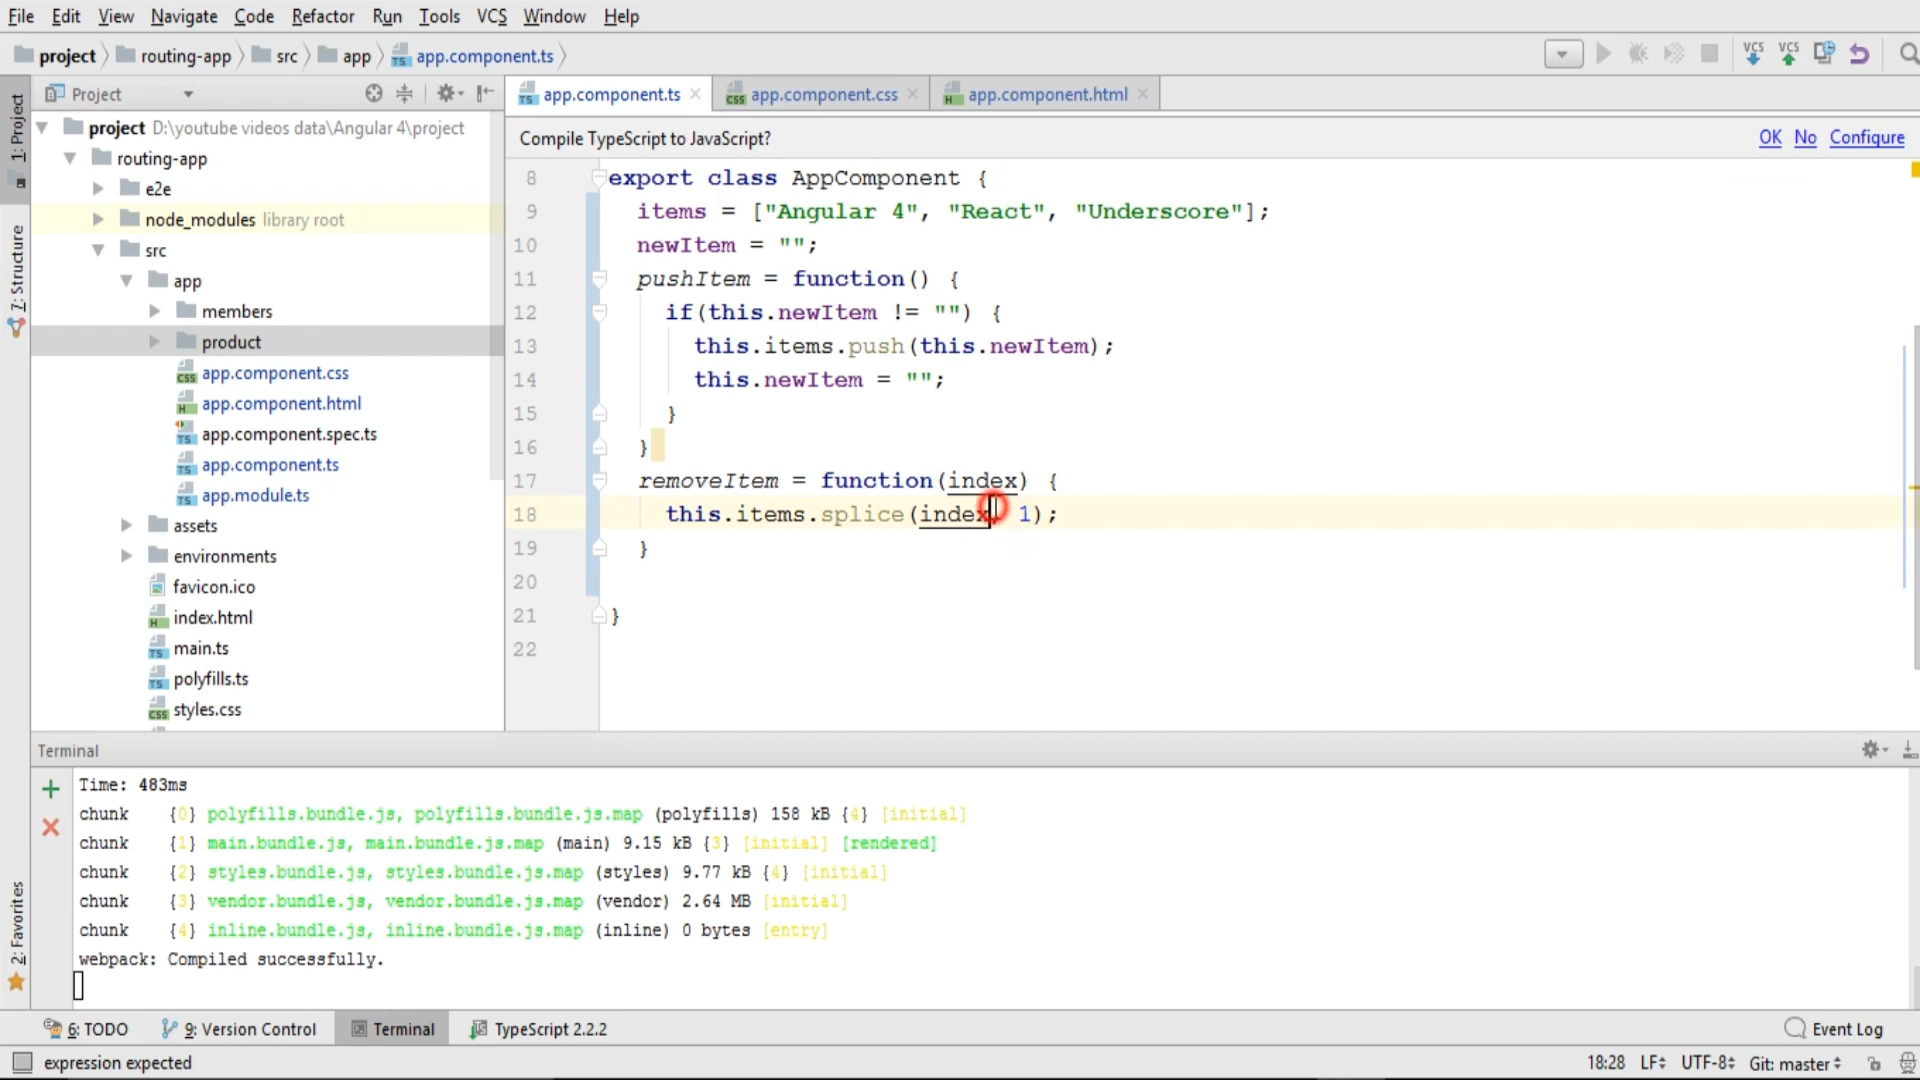 File Edit View Navigate Code Refactor Run Tools VCS Window Help
project routing-app src app app.component.ts
VCS VCS
Project
app.component.ts app.component.css app.component.html
1: Project
7: Structure
2: Favorites
project D:\youtube videos data\Angular 4\project
routing-app
e2e
node_modules library root
src
app
members
product
app.component.css
app.component.html
app.component.spec.ts
app.component.ts
app.module.ts
assets
environments
favicon.ico
index.html
main.ts
polyfills.ts
styles.css
Compile TypeScript to JavaScript? OK No Configure
8 export class AppComponent {
9 items = ["Angular 4", "React", "Underscore"];
10 newItem = "";
11 pushItem = function() {
12 if(this.newItem != "") {
13 this.items.push(this.newItem);
14 this.newItem = "";
15 }
16 }
17 removeItem = function(index) {
18 this.items.splice(index 1);
19 }
20
21 }
22
Terminal
Time: 483ms
chunk {0} polyfills.bundle.js, polyfills.bundle.js.map (polyfills) 158 kB {4} [initial]
chunk {1} main.bundle.js, main.bundle.js.map (main) 9.15 kB {3} [initial] [rendered]
chunk {2} styles.bundle.js, styles.bundle.js.map (styles) 9.77 kB {4} [initial]
chunk {3} vendor.bundle.js, vendor.bundle.js.map (vendor) 2.64 MB [initial]
chunk {4} inline.bundle.js, inline.bundle.js.map (inline) 0 bytes [entry]
webpack: Compiled successfully.
6: TODO 9: Version Control Terminal TypeScript 2.2.2 Event Log
expression expected 18:28 LF UTF-8 Git: master